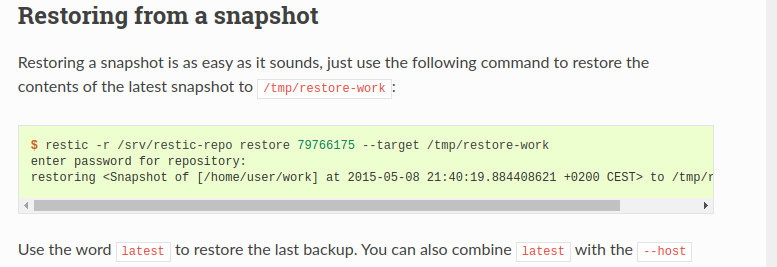 Restoring from a snapshot
Restoring a snapshot is as easy as it sounds, just use the following command to restore the
contents of the latest snapshot to /tmp/restore-work:
$ restic -r /srv/restic-repo restore 79766175 --target /tmp/restore-work
enter password for repository:
restoring <Snapshot of [/home/user/work] at 2015-05-08 21:40:19.884408621 +0200 CEST> to /tmp/r
Use the word latest to restore the last backup. You can also combine latest with the --host